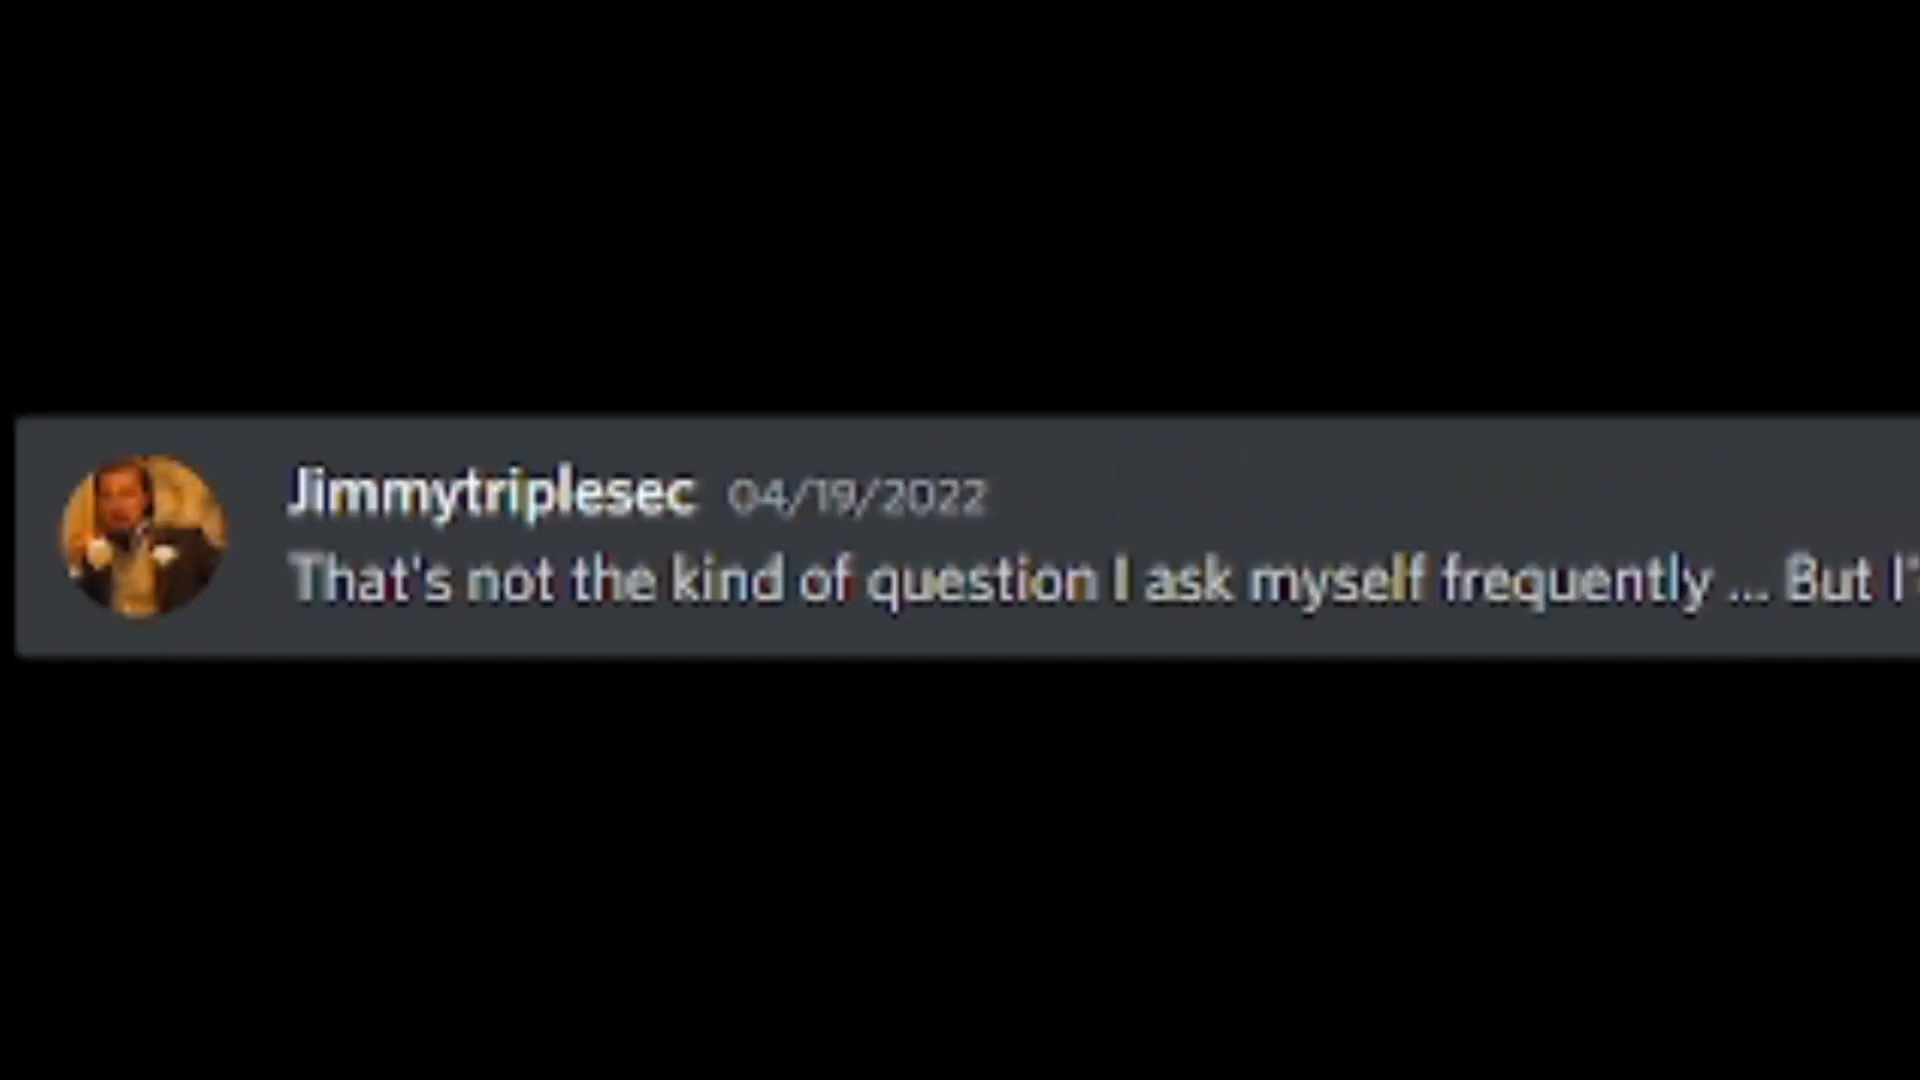 Jimmytriplesec 04/19/2022
That's not the kind of question I ask myself frequently ... But